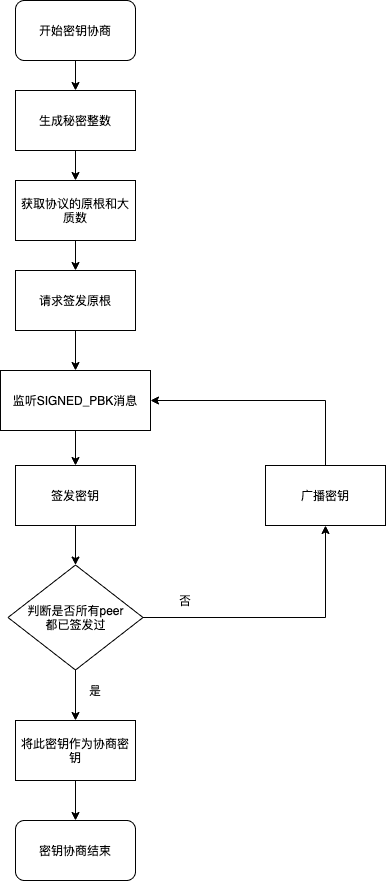 开始密钥协商
生成秘密整数
获取协议的原根和大
质数
请求签发原根
监听SIGNED_PBK消息
签发密钥
广播密钥
判断是否所有peer
都已签发过
否
是
将此密钥作为协商密
钥
密钥协商结束